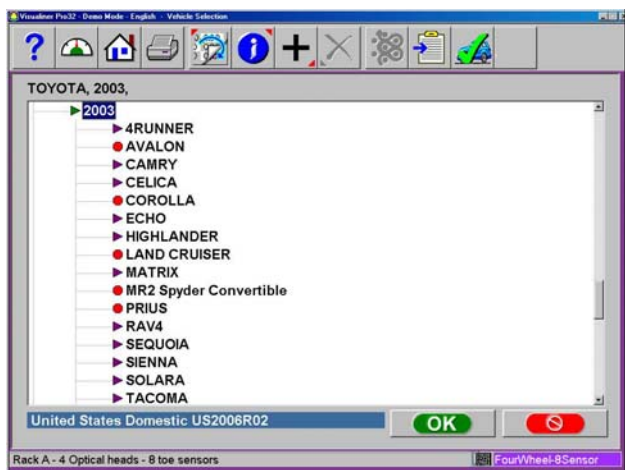 Visualiner Pro32 - Demo Mode - English - Vehicle Selection
?
i
TOYOTA, 2003,
2003
4RUNNER
AVALON
CAMRY
CELICA
COROLLA
ECHO
HIGHLANDER
LAND CRUISER
MATRIX
MR2 Spyder Convertible
PRIUS
RAV4
SEQUOIA
SIENNA
SOLARA
TACOMA
United States Domestic US2006R02
OK
Rack A - 4 Optical heads - 8 toe sensors
FourWheel-8Sensor